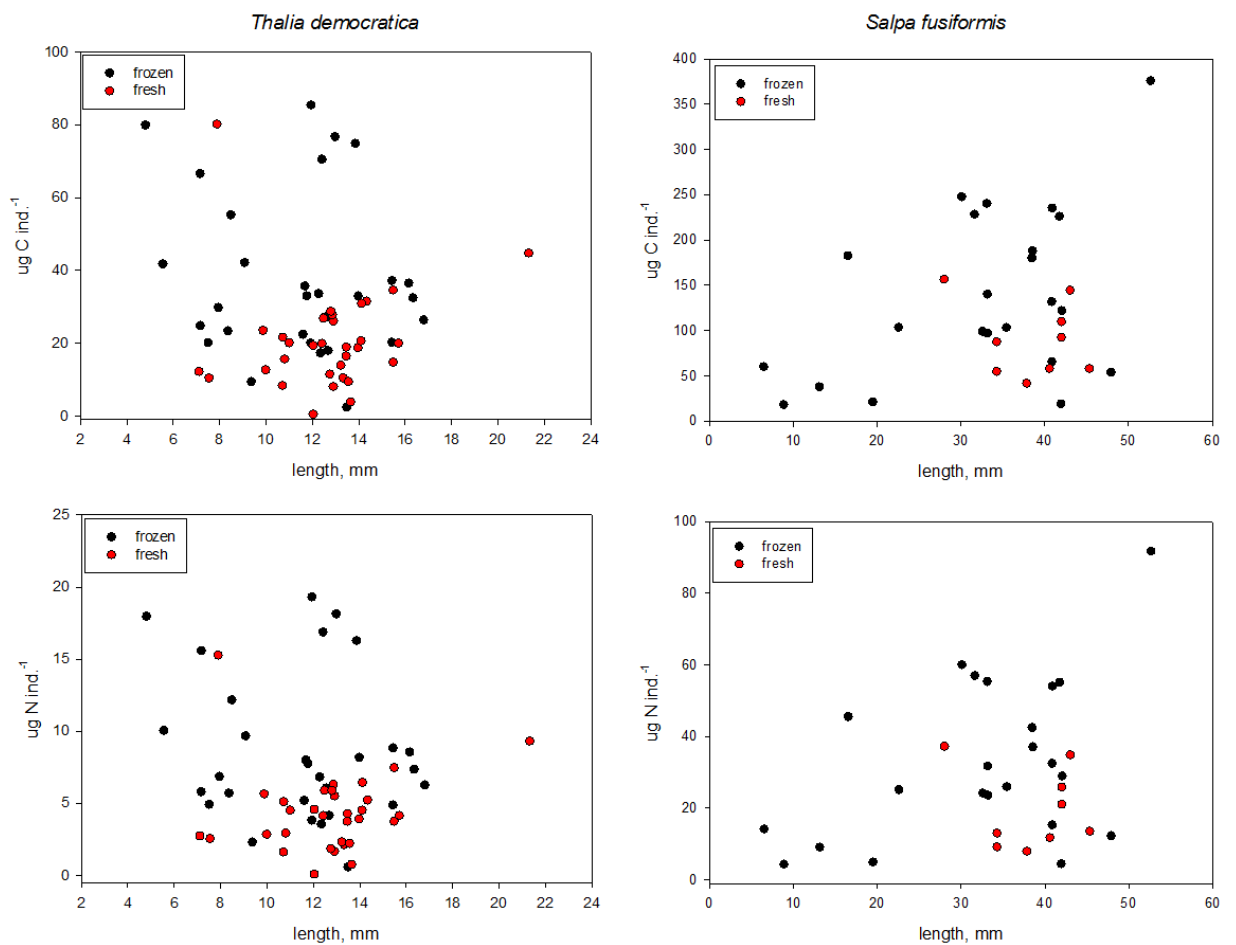 Thalia democratica
Salpa fusiformis
100
80
60
40
20
0
ug C ind.-1
frozen
fresh
2 4 6 8 10 12 14 16 18 20 22 24
length, mm
400
350
300
250
200
150
100
50
0
ug C ind.-1
frozen
fresh
0 10 20 30 40 50 60
length, mm
25
20
15
10
5
0
ug N ind.-1
frozen
fresh
2 4 6 8 10 12 14 16 18 20 22 24
length, mm
100
80
60
40
20
0
ug N ind.-1
frozen
fresh
0 10 20 30 40 50 60
length, mm